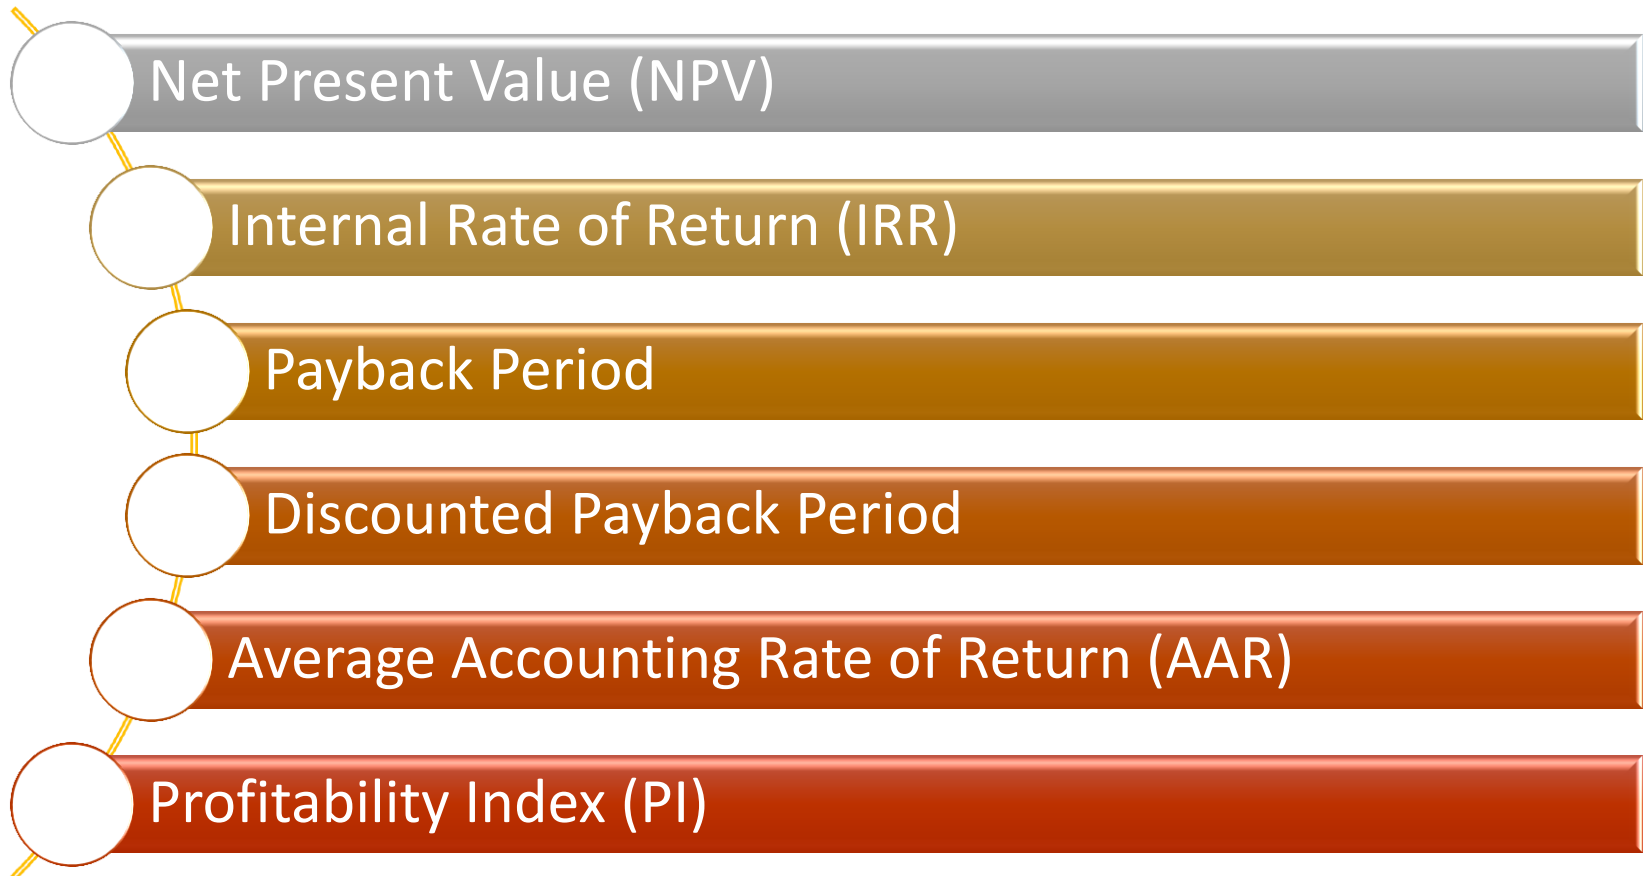 Net Present Value (NPV)
Internal Rate of Return (IRR)
Payback Period
Discounted Payback Period
Average Accounting Rate of Return (AAR)
Profitability Index (PI)